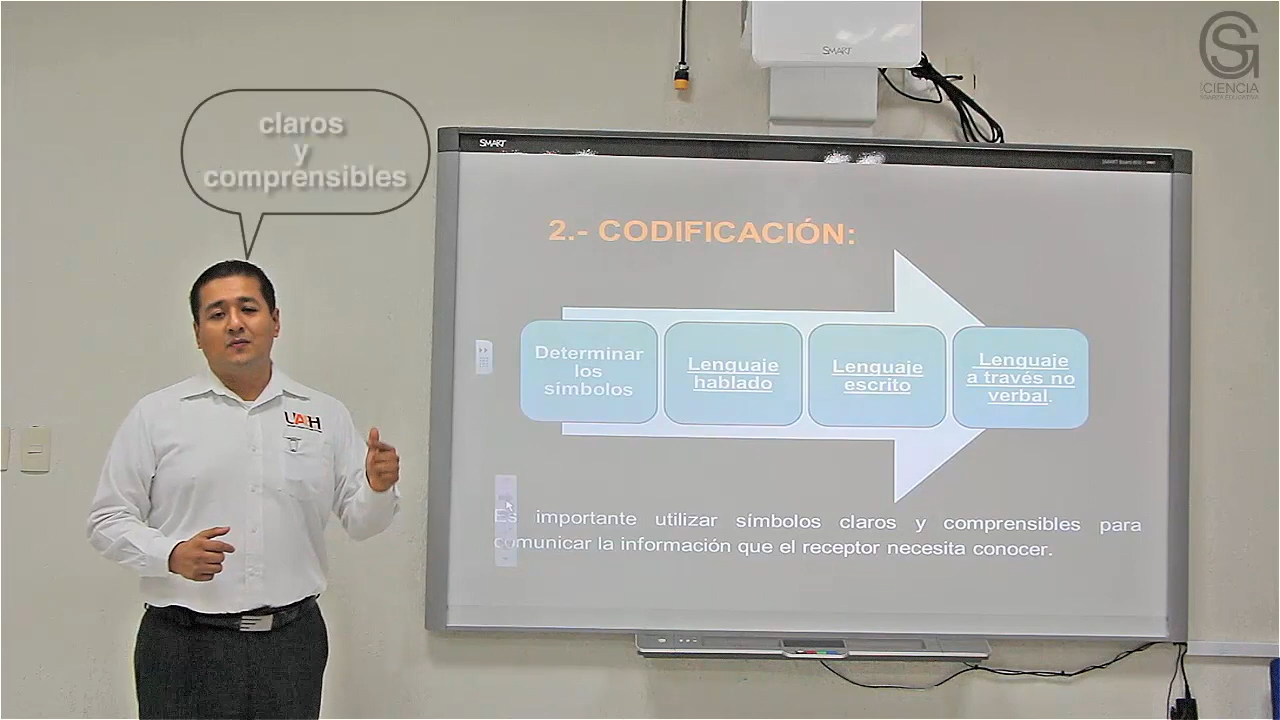 SMART
CIENCIA
claros
y
comprensibles
SMART
2.- CODIFICACIÓN:
Determinar
los
símbolos
Lenguaje
hablado
Lenguaje
escrito
Lenguaje
a través no
verbal.
Es importante utilizar símbolos claros y comprensibles para
comunicar la información que el receptor necesita conocer.